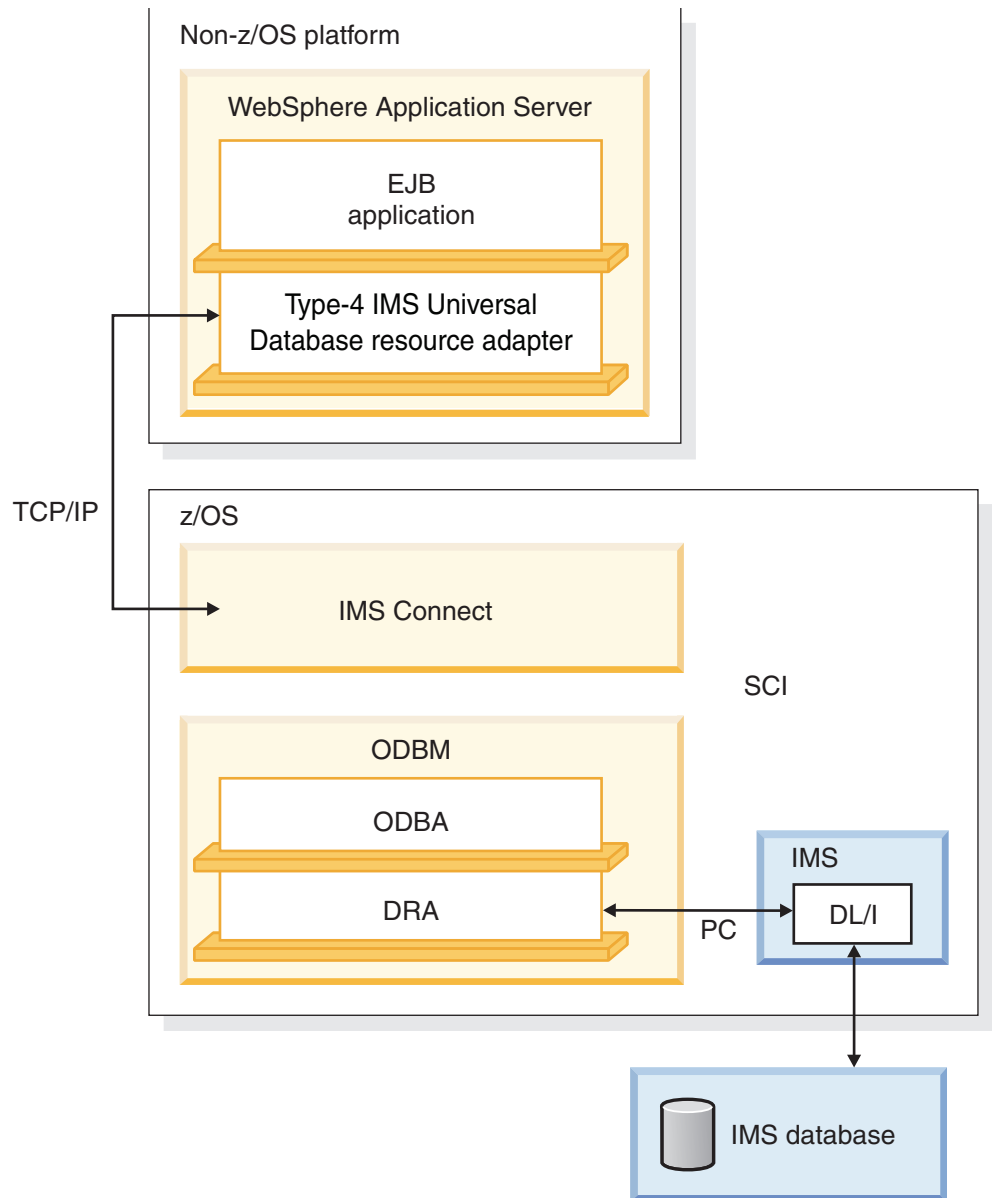 Non-z/OS platform
WebSphere Application Server
EJB
application
Type-4 IMS Universal
Database resource adapter
TCP/IP
z/OS
IMS Connect
SCI
ODBM
ODBA
DRA
PC
IMS
DL/I
IMS database